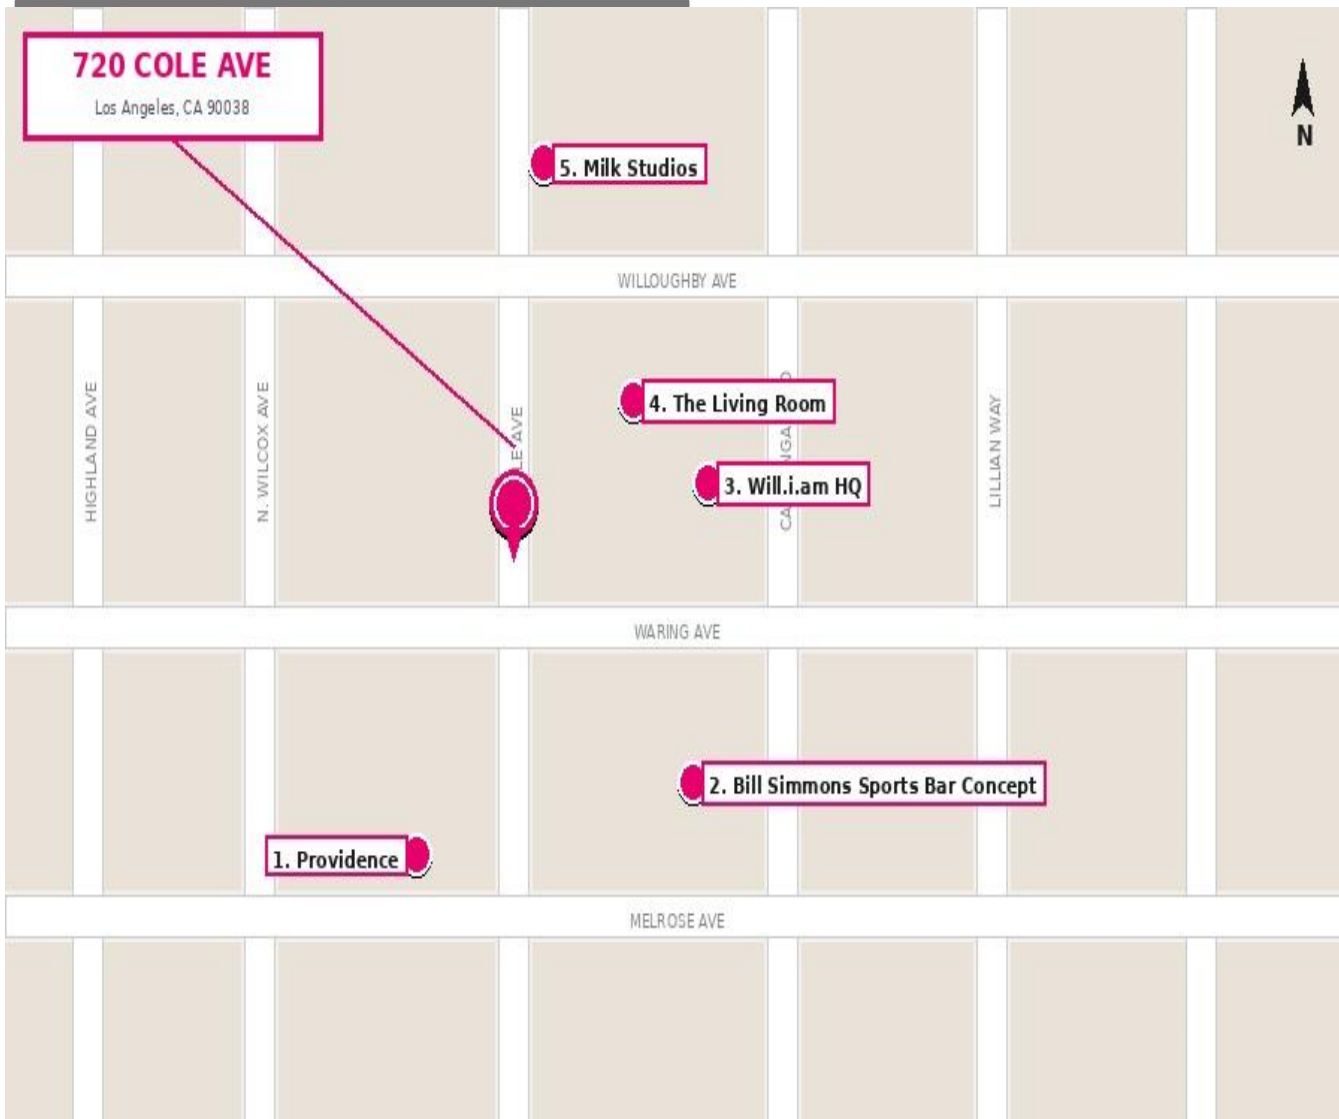 720 COLE AVE
Los Angeles, CA 90038
N
5. Milk Studios
WILLOUGHBY AVE
HIGHLAND AVE
N. WILCOX AVE
LE AVE
4. The Living Room
3. Will.i.am HQ
LILLIAN WAY
WARING AVE
2. Bill Simmons Sports Bar Concept
1. Providence
MELROSE AVE